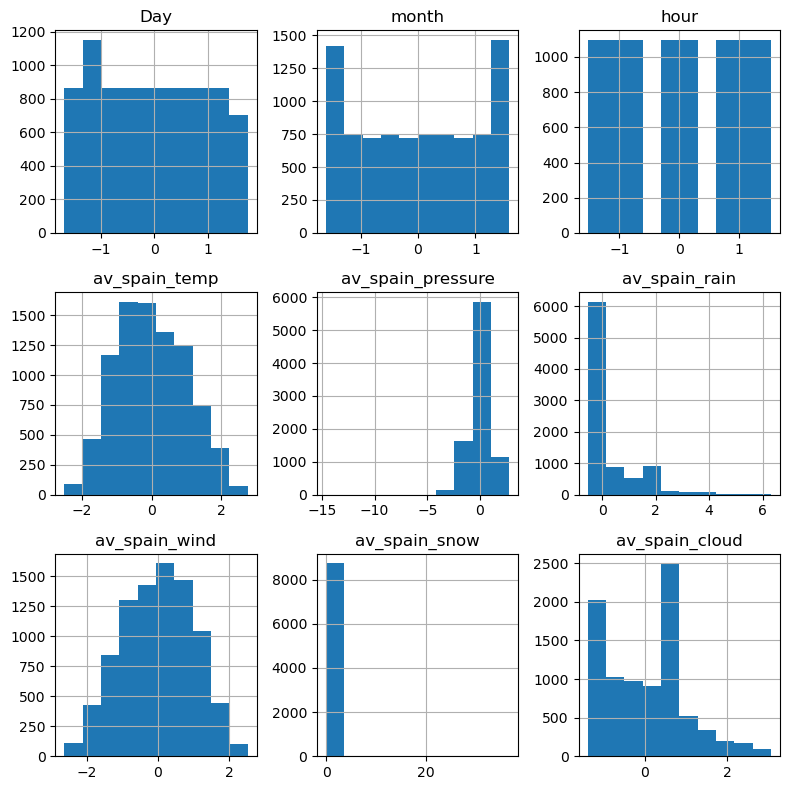 Day month hour
1200 1500 1000
1000 1250 800
800 1000 600
600 750 400
400 500 200
200 250 0
0 0
−1 0 1 −1 0 1 −1 0 1
av_spain_temp av_spain_pressure av_spain_rain
1500 6000 6000
1250 5000 5000
1000 4000 4000
750 3000 3000
500 2000 2000
250 1000 1000
0 0 0
−2 0 2 −15 −10 −5 0 0 2 4 6
av_spain_wind av_spain_snow av_spain_cloud
1500 8000 2500
1250 6000 2000
1000 4000 1500
750 2000 1000
500 0 500
250 0
0
−2 0 2 0 20 0 2